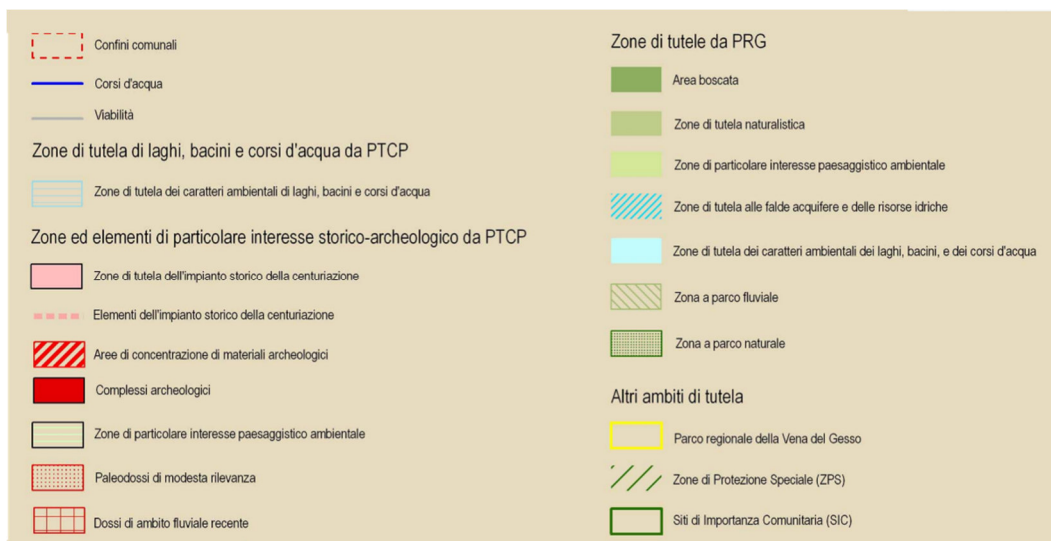 Confini comunali
Corsi d'acqua
Viabilità
Zone di tutela di laghi, bacini e corsi d'acqua da PTCP
Zone di tutela dei caratteri ambientali di laghi, bacini e corsi d'acqua
Zone ed elementi di particolare interesse storico-archeologico da PTCP
Zone di tutela dell'impianto storico della centuriazione
Elementi dell'impianto storico della centuriazione
Aree di concentrazione di materiali archeologici
Complessi archeologici
Zone di particolare interesse paesaggistico ambientale
Paleodossi di modesta rilevanza
Dossi di ambito fluviale recente
Zone di tutele da PRG
Area boscata
Zone di tutela naturalistica
Zone di particolare interesse paesaggistico ambientale
Zone di tutela alle falde acquifere e delle risorse idriche
Zone di tutela dei caratteri ambientali dei laghi, bacini, e dei corsi d'acqua
Zona a parco fluviale
Zona a parco naturale
Altri ambiti di tutela
Parco regionale della Vena del Gesso
Zone di Protezione Speciale (ZPS)
Siti di Importanza Comunitaria (SIC)